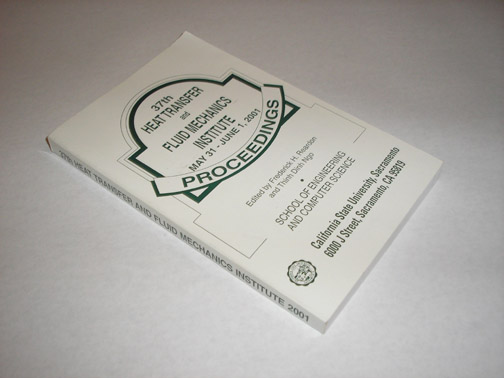 37th
HEAT TRANSFER
and
FLUID MECHANICS
INSTITUTE
MAY 31 - JUNE 1, 2001
PROCEEDINGS
Edited by Frederick H. Reardon
and Thinh Dinh Ngo
SCHOOL OF ENGINEERING
AND COMPUTER SCIENCE
California State University, Sacramento
6000 J Street, Sacramento, CA 95819
37TH HEAT TRANSFER AND FLUID MECHANICS INSTITUTE 2001